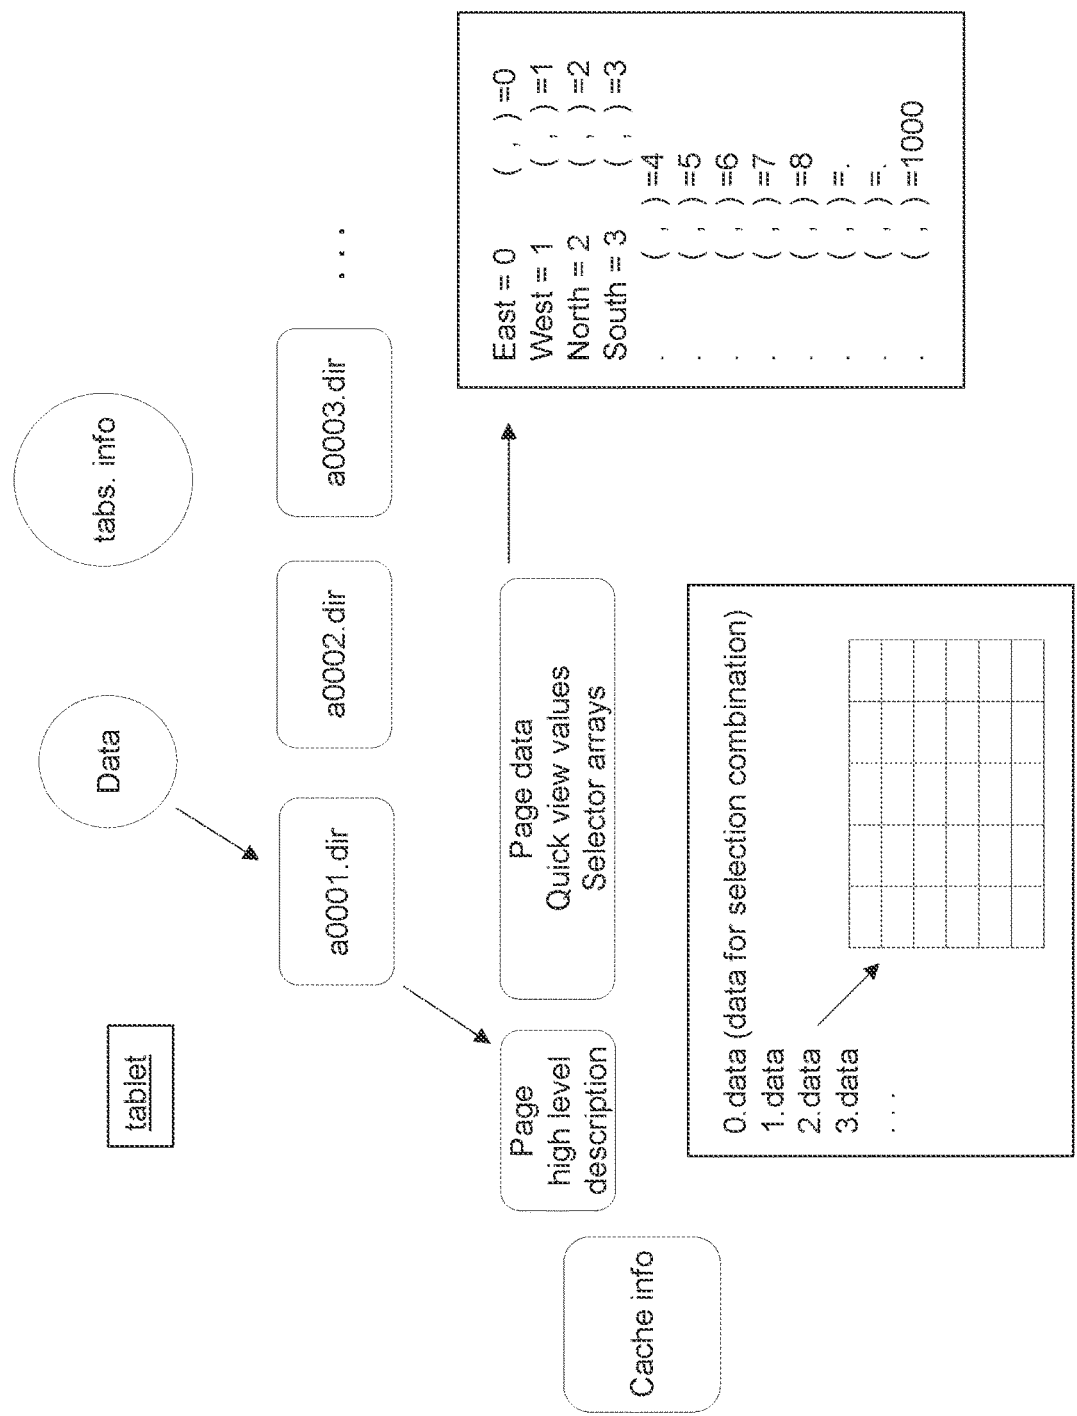 tablet
Data
tabs. info
a0001.dir
a0002.dir
a0003.dir
. . .
Cache info
Page
high level
description
Page data
Quick view values
Selector arrays
East = 0 ( , ) =0
West = 1 ( , ) =1
North = 2 ( , ) =2
South = 3 ( , ) =3
. ( , ) =4
. ( , ) =5
. ( , ) =6
. ( , ) =7
. ( , ) =8
. ( , ) =.
. ( , ) =.
. ( , ) =1000
0.data (data for selection combination)
1.data
2.data
3.data
. . .